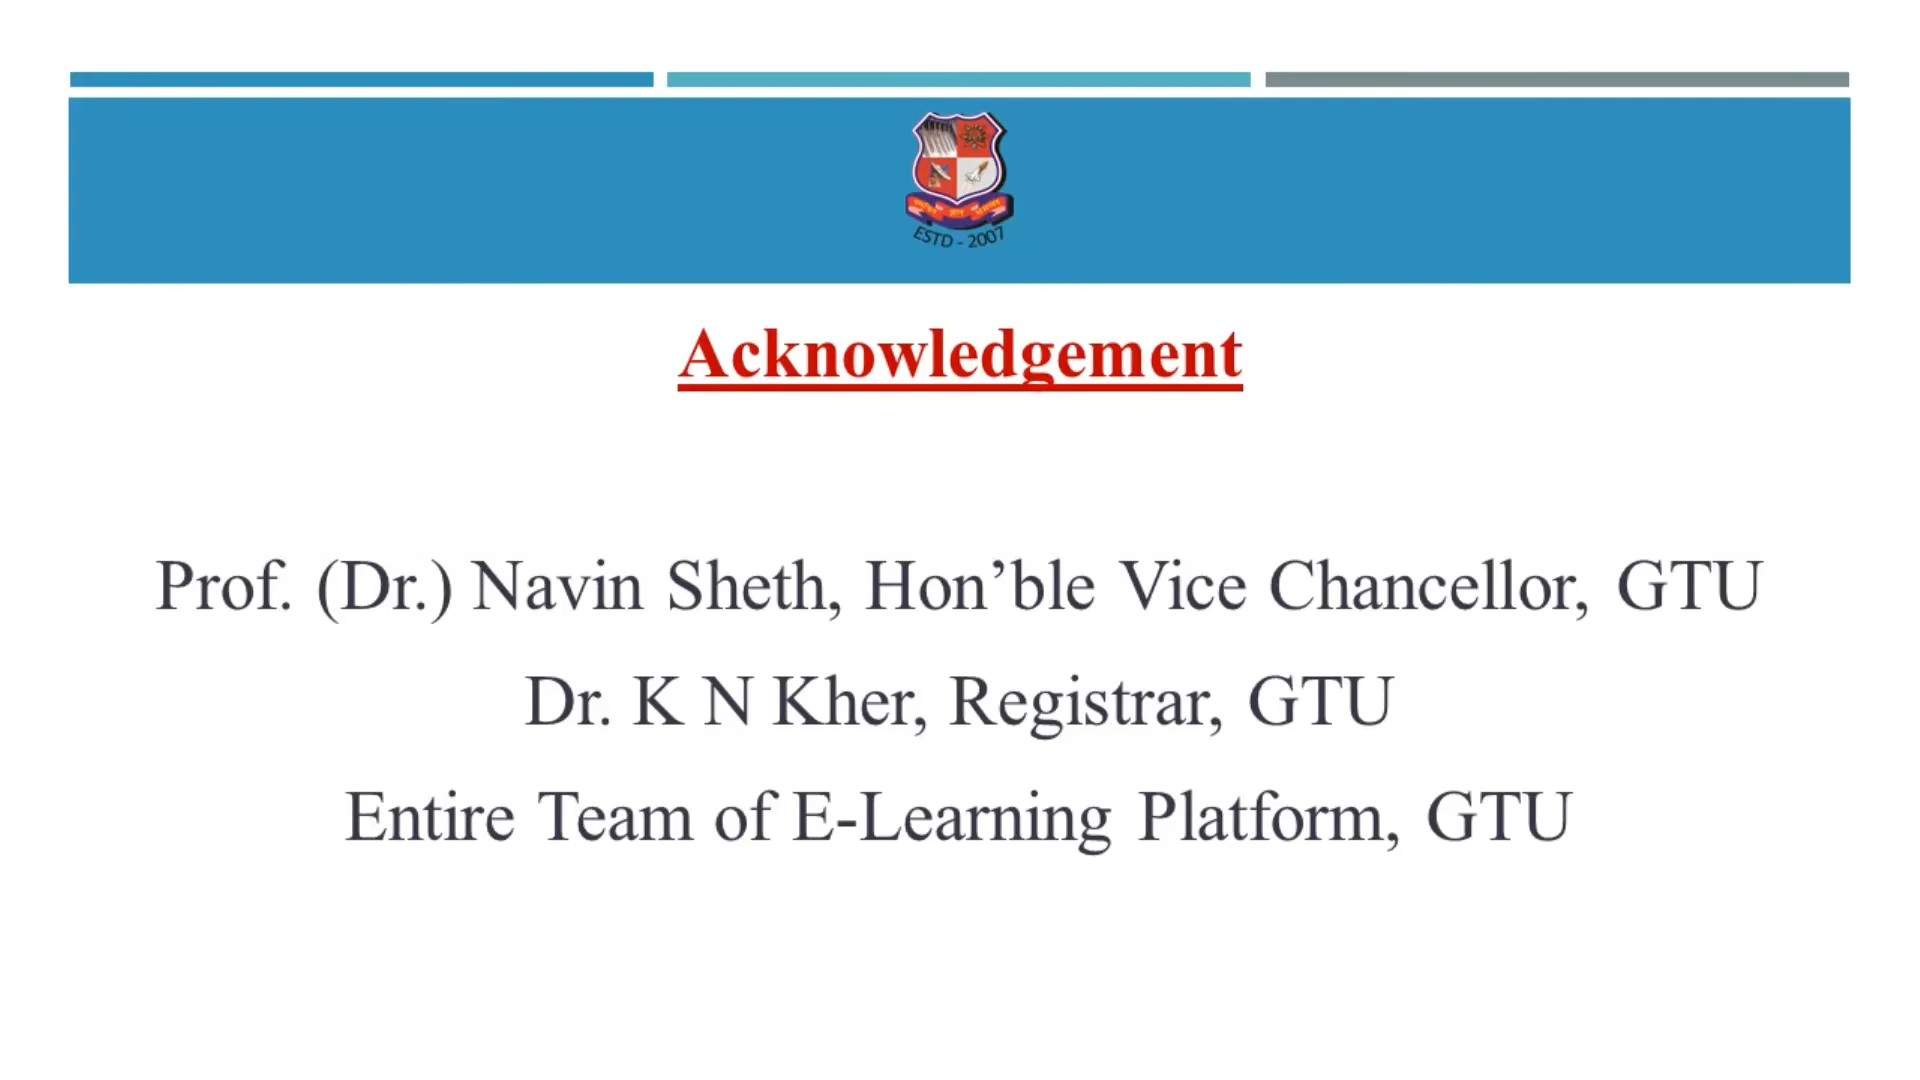 ESTD - 2007
Acknowledgement
Prof. (Dr.) Navin Sheth, Hon’ble Vice Chancellor, GTU
Dr. K N Kher, Registrar, GTU
Entire Team of E-Learning Platform, GTU